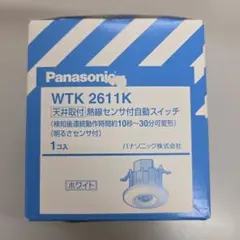 Panasonic
WTK 2611K
天井取付 熱線センサ付自動スイッチ
(検知後連続動作時間約10秒～30分可変形)
(明るさセンサ付)
1コ入
パナソニック株式会社
ホワイト